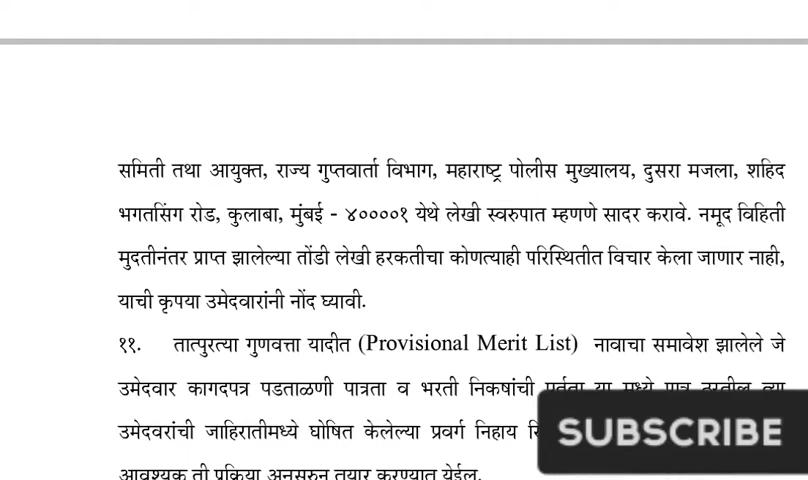 समिती तथा आयुक्त, राज्य गुप्तवार्ता विभाग, महाराष्ट्र पोलीस मुख्यालय, दुसरा मजला, शहिद
भगतसिंग रोड, कुलाबा, मुंबई - ४००००१ येथे लेखी स्वरुपात म्हणणे सादर करावे. नमूद विहिती
मुदतीनंतर प्राप्त झालेल्या तोंडी लेखी हरकतीचा कोणत्याही परिस्थितीत विचार केला जाणार नाही,
याची कृपया उमेदवारांनी नोंद घ्यावी.
११. तात्पुरत्या गुणवत्ता यादीत (Provisional Merit List) नावाचा समावेश झालेले जे
उमेदवार कागदपत्र पडताळणी पात्रता व भरती निकषांची या मध्ये पात्र
उमेदवरांची जाहिरातीमध्ये घोषित केलेल्या प्रवर्ग निहाय
आवश्यक ती प्रक्रिया अनुसरुन तयार करण्यात येईल.
SUBSCRIBE